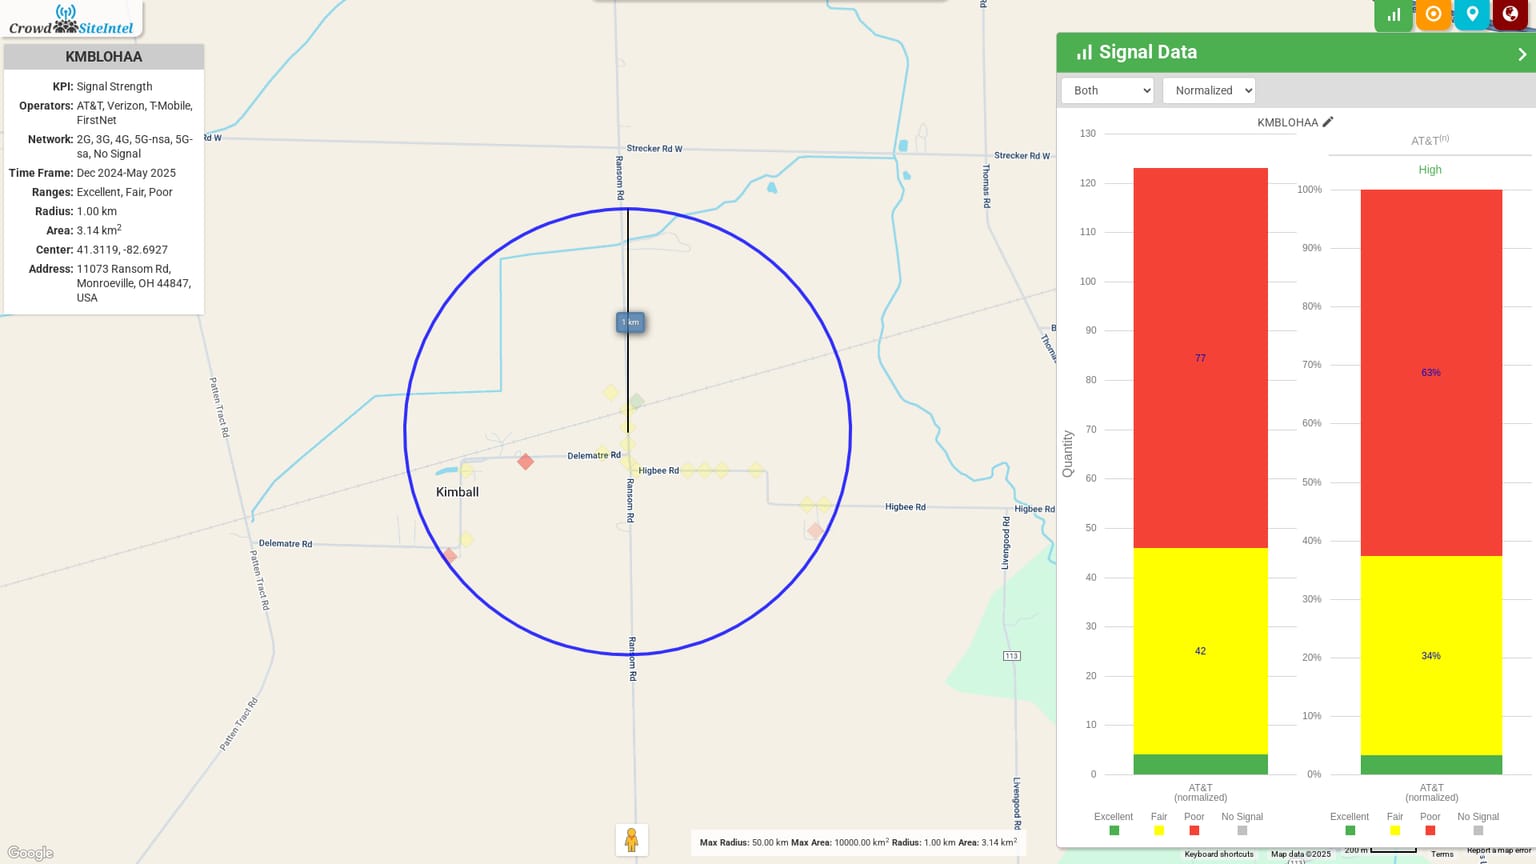 Crowd SiteIntel
KMBLOHAA
KPI: Signal Strength
Operators: AT&T, Verizon, T-Mobile,
FirstNet
Network: 2G, 3G, 4G, 5G-nsa, 5G-
sa, No Signal
Time Frame: Dec 2024-May 2025
Ranges: Excellent, Fair, Poor
Radius: 1.00 km
Area: 3.14 km²
Center: 41.3119, -82.6927
Address: 11073 Ransom Rd,
Monroeville, OH 44847,
USA
Rd W
Strecker Rd W
Strecker Rd W
Rd
Ransom Rd
Thomas Rd
1 km
Patten Tract Rd
Delematre Rd
Higbee Rd
Kimball
Ransom Rd
Higbee Rd
Higbee Rd
Delematre Rd
Patten Tract Rd
Livengood Rd
Ransom Rd
113
Patten Tract Rd
Livengood Rd
Google
Max Radius: 50.00 km Max Area: 10000.00 km² Radius: 1.00 km Area: 3.14 km²
Signal Data
Both
Normalized
KMBLOHAA
130
120
110
100
90
80
70
60
50
40
30
20
10
0
Quantity
77
42
AT&T
(normalized)
Excellent
Fair
Poor
No Signal
AT&T(n)
High
100%
90%
80%
70%
60%
50%
40%
30%
20%
10%
0%
63%
34%
AT&T
(normalized)
Excellent
Fair
Poor
No Signal
Keyboard shortcuts
Map data ©2025
200 m
Terms
Report a map error